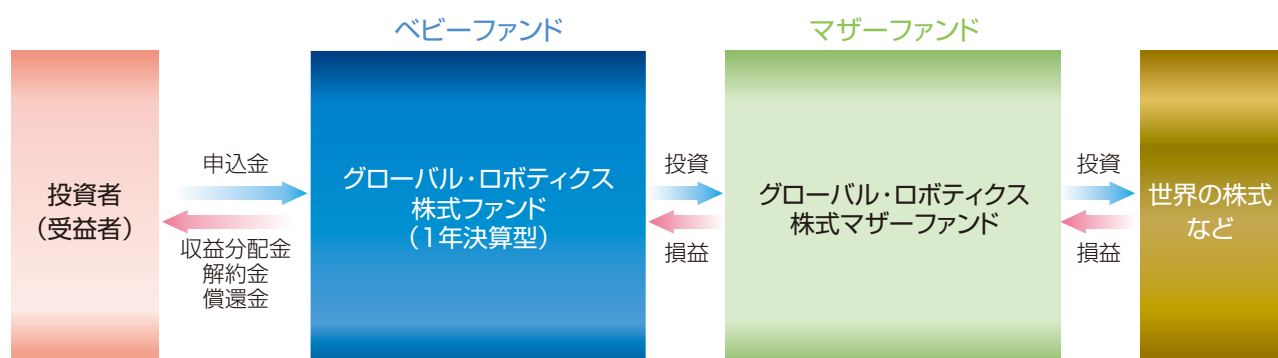 ベビーファンド
マザーファンド
投資者
（受益者）
申込金
収益分配金
解約金
償還金
グローバル・ロボティクス
株式ファンド
（1年決算型）
投資
損益
グローバル・ロボティクス
株式マザーファンド
投資
損益
世界の株式
など